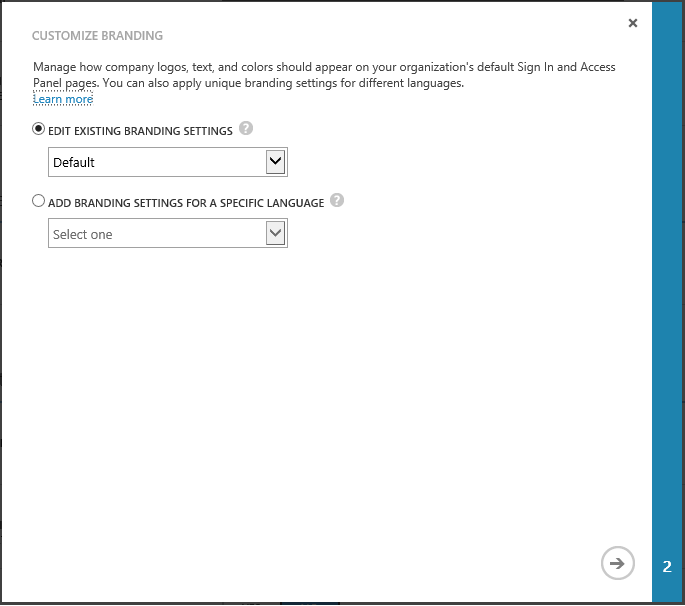 CUSTOMIZE BRANDING
Manage how company logos, text, and colors should appear on your organization's default Sign In and Access
Panel pages. You can also apply unique branding settings for different languages.
Learn more
EDIT EXISTING BRANDING SETTINGS ?
Default
ADD BRANDING SETTINGS FOR A SPECIFIC LANGUAGE ?
Select one
2